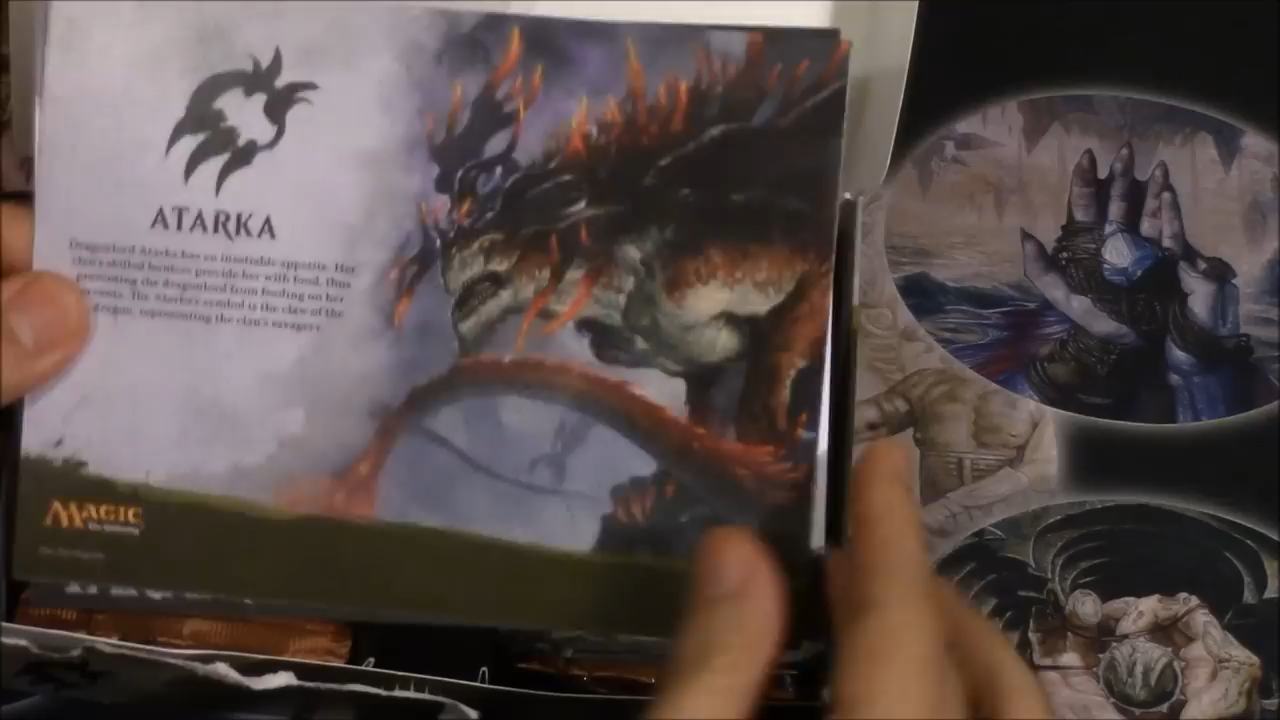 ATARKA
Dragonlord Atarka has an insatiable appetite. Her
clan's skilled hunters provide her with food, thus
preventing the dragonlord from feeding on her
The Atarka's symbol is the claw of the
dragon, representing the clan's savagery.
MAGIC